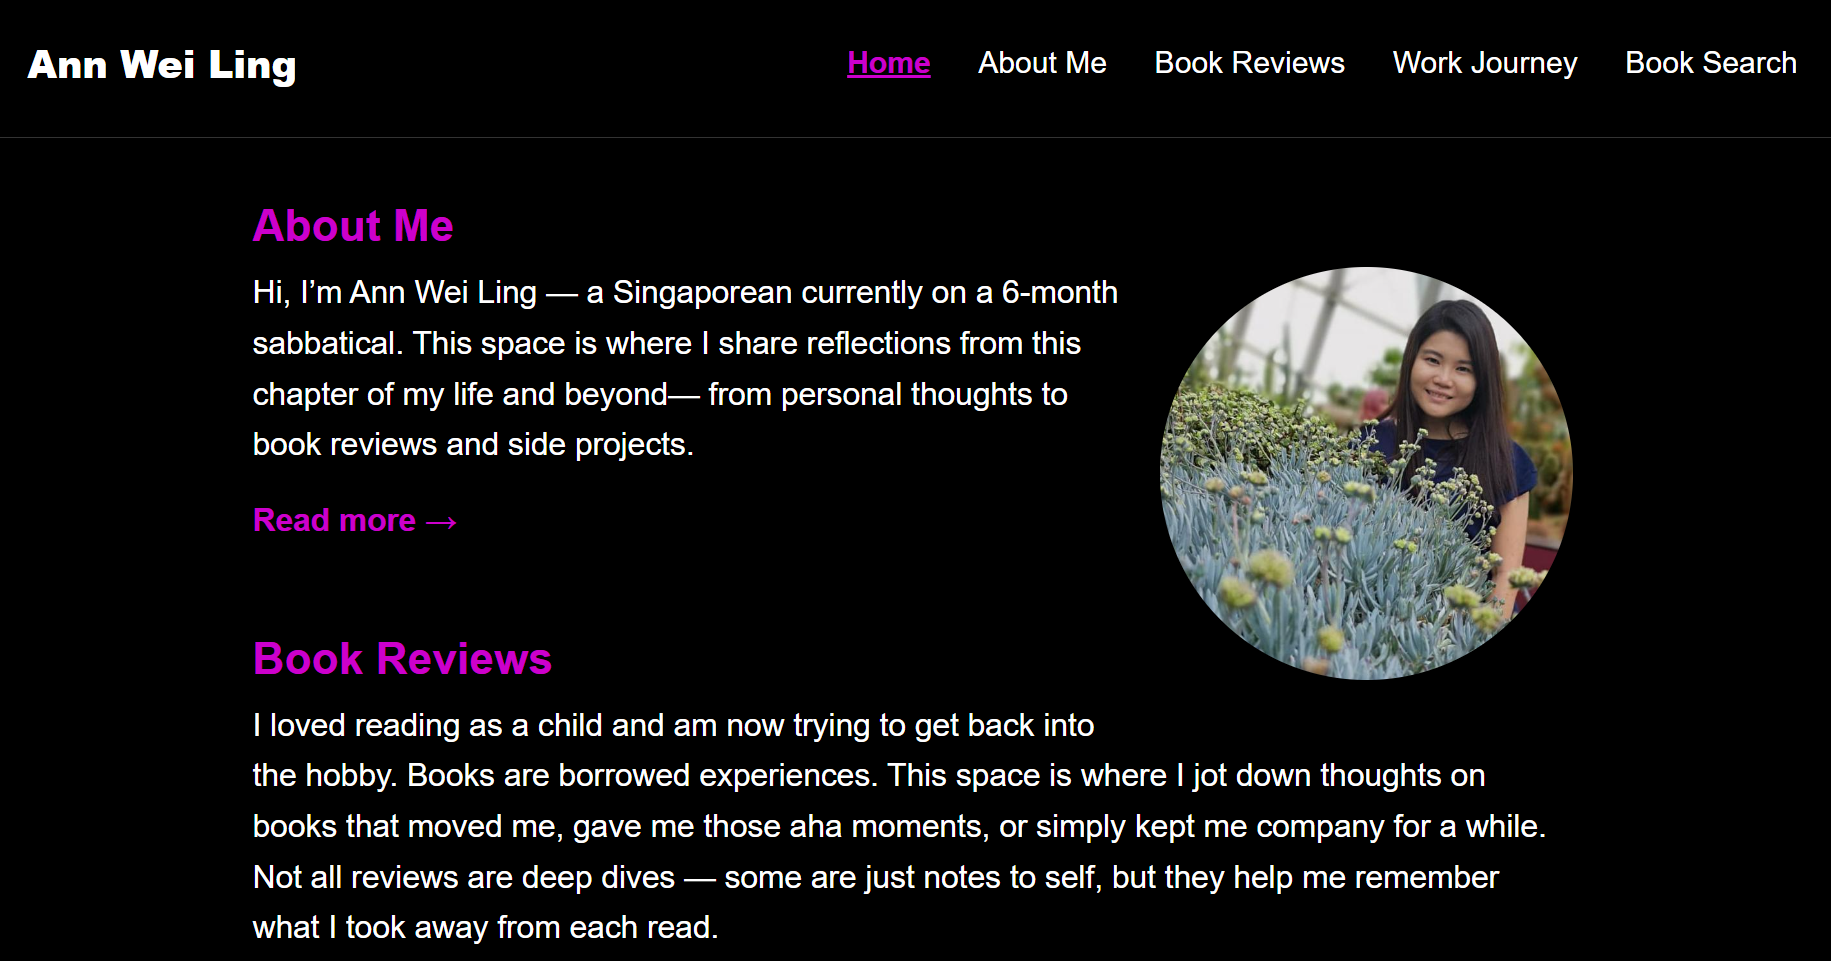 Ann Wei Ling
Home
About Me
Book Reviews
Work Journey
Book Search
About Me
Hi, I’m Ann Wei Ling — a Singaporean currently on a 6-month
sabbatical. This space is where I share reflections from this
chapter of my life and beyond— from personal thoughts to
book reviews and side projects.
Read more →
Book Reviews
I loved reading as a child and am now trying to get back into
the hobby. Books are borrowed experiences. This space is where I jot down thoughts on
books that moved me, gave me those aha moments, or simply kept me company for a while.
Not all reviews are deep dives — some are just notes to self, but they help me remember
what I took away from each read.